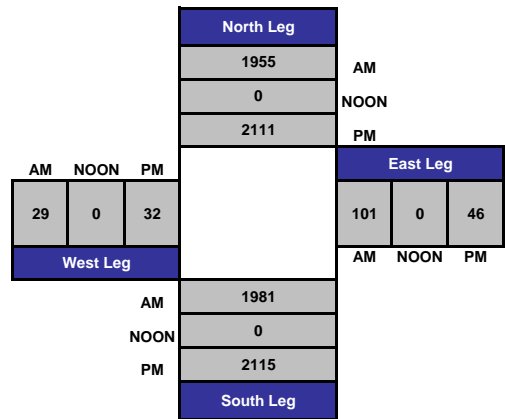 North Leg
1955 AM
0 NOON
2111 PM
AM NOON PM East Leg
29 0 32 101 0 46
West Leg AM NOON PM
AM 1981
NOON 0
PM 2115
South Leg